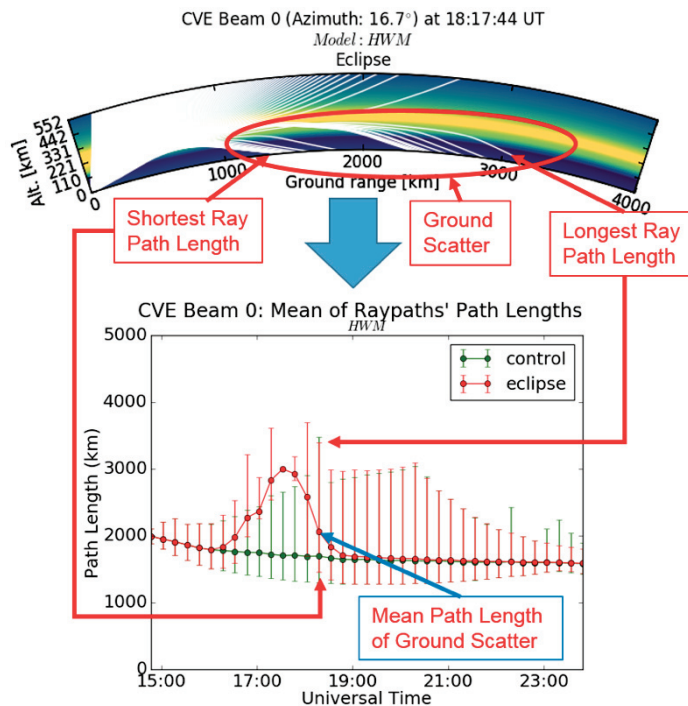 CVE Beam 0 (Azimuth: 16.7°) at 18:17:44 UT
Model : HWM
Eclipse
552
442
331
221
110
0
Alt. [km]
0
1000
2000
3000
4000
Ground range [km]
Shortest Ray
Path Length
Ground
Scatter
Longest Ray
Path Length
CVE Beam 0: Mean of Raypaths' Path Lengths
HWM
5000
4000
3000
2000
1000
0
Path Length (km)
control
eclipse
Mean Path Length
of Ground Scatter
15:00
17:00
19:00
21:00
23:00
Universal Time